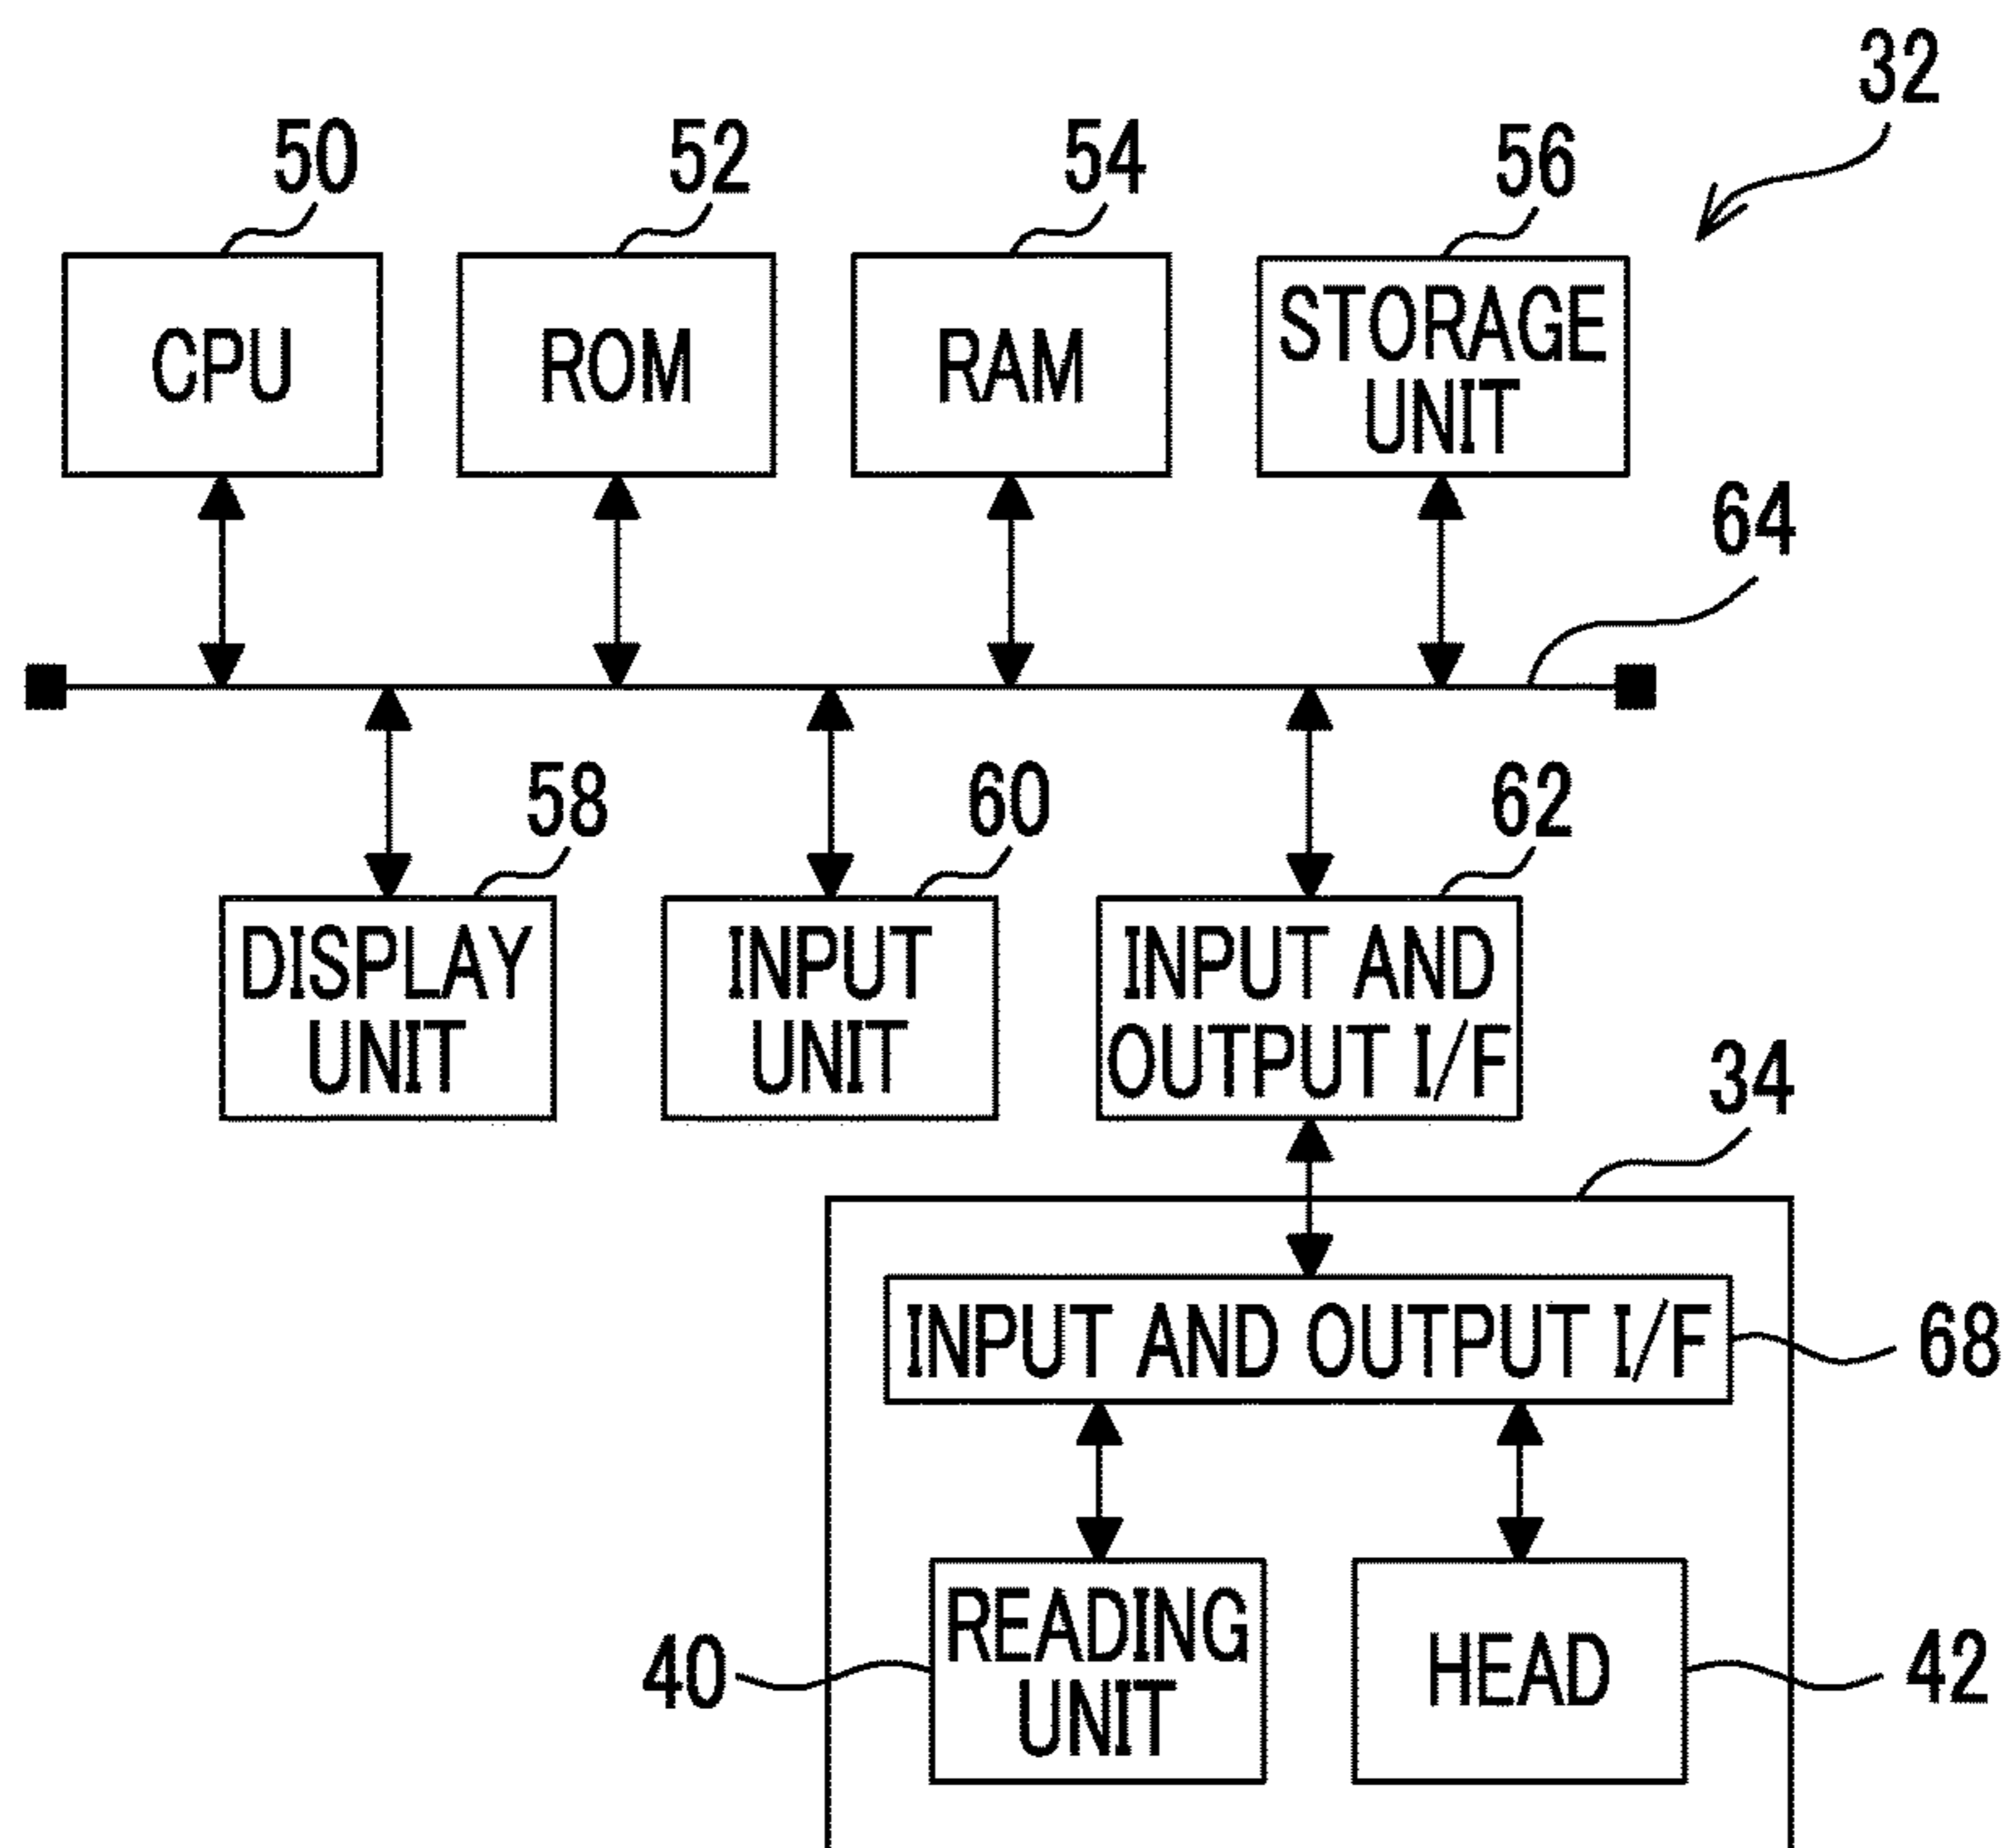 32
50
52
54
56
CPU
ROM
RAM
STORAGE
UNIT
64
58
60
62
DISPLAY
UNIT
INPUT
UNIT
INPUT AND
OUTPUT I/F
34
INPUT AND OUTPUT I/F
68
40
READING
UNIT
HEAD
42